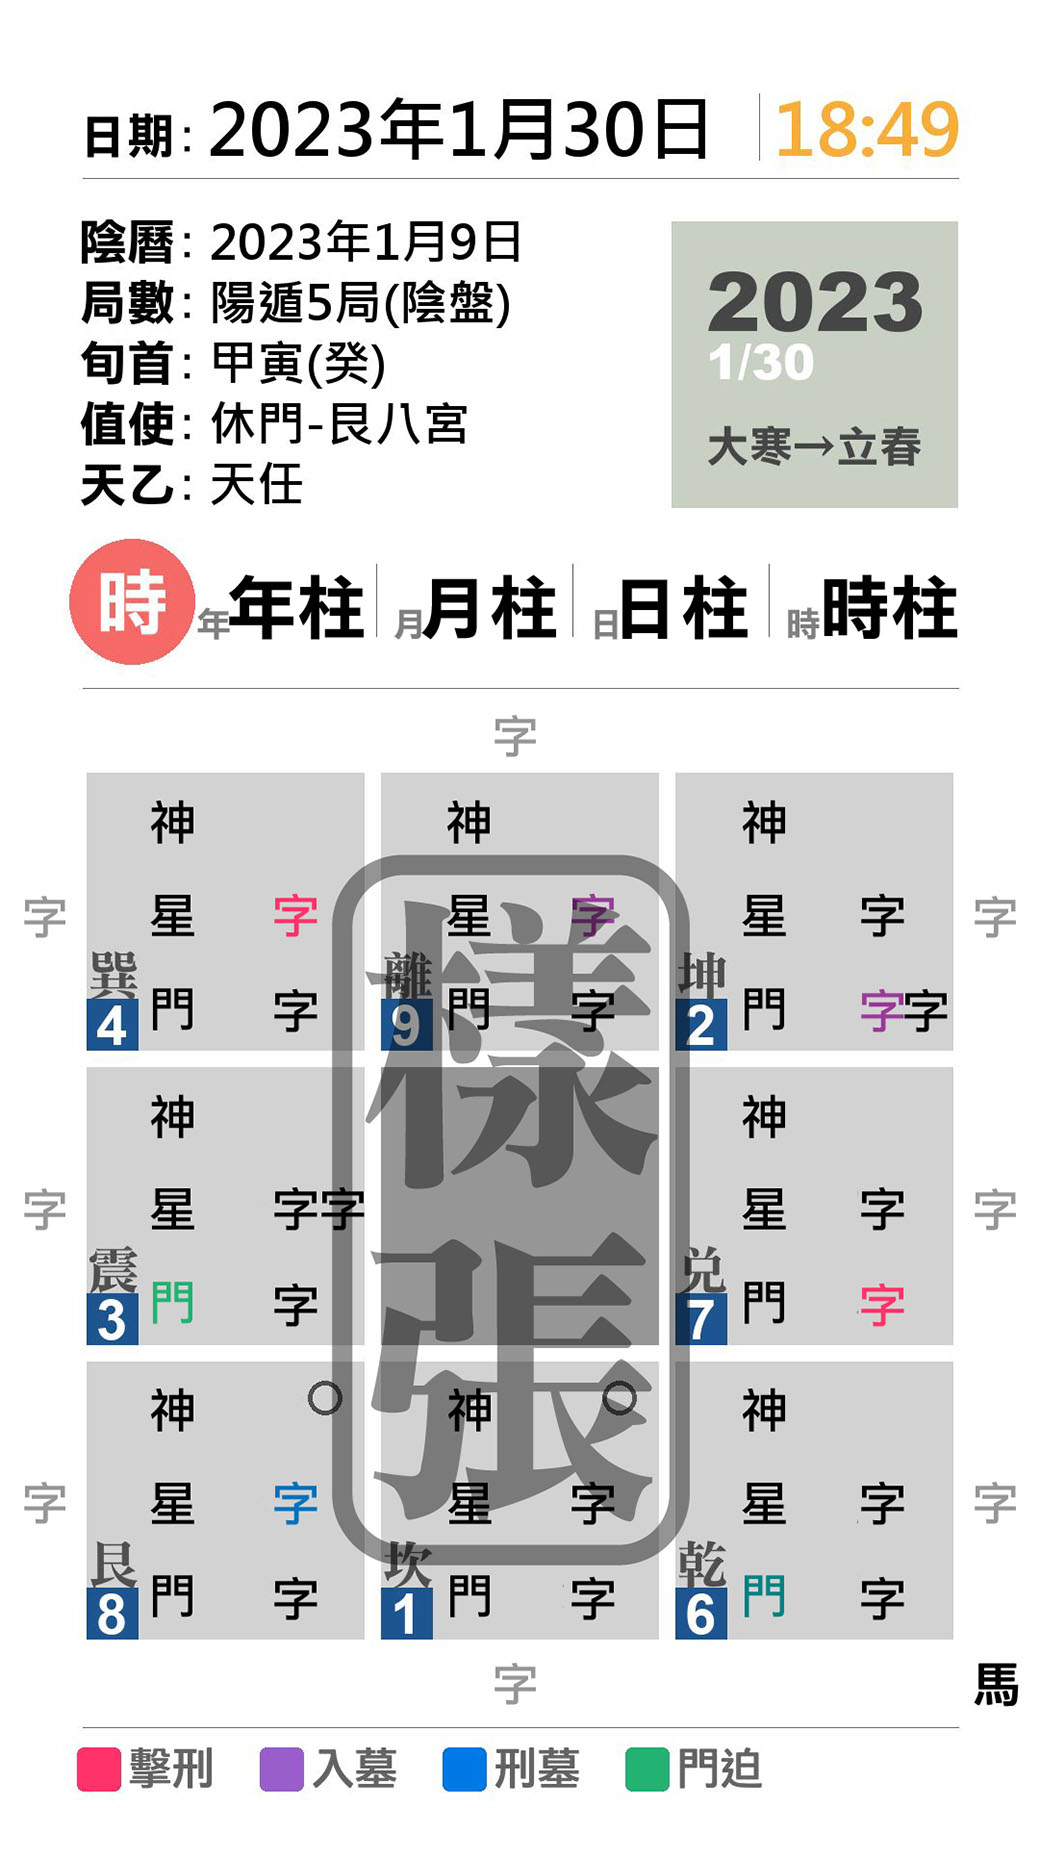 日期：2023年1月30日 18:49
陰曆：2023年1月9日
局數：陽遁5局(陰盤)
旬首：甲寅(癸)
值使：休門-艮八宮
天乙：天任
2023
1/30
大寒→立春
時 年年柱 月月柱 日日柱 時時柱
字
神 神 神
字 星 字 星 字 星 字 字
巽 離 坤
4 門 字 9 門 字 2 門 字字
神 神
字 星 字字 星 字 字
震 兑
3 門 字 7 門 字
神 神 神
字 星 字 星 字 星 字 字
艮 坎 乾
8 門 字 1 門 字 6 門 字
樣
張
字 馬
擊刑 入墓 刑墓 門迫